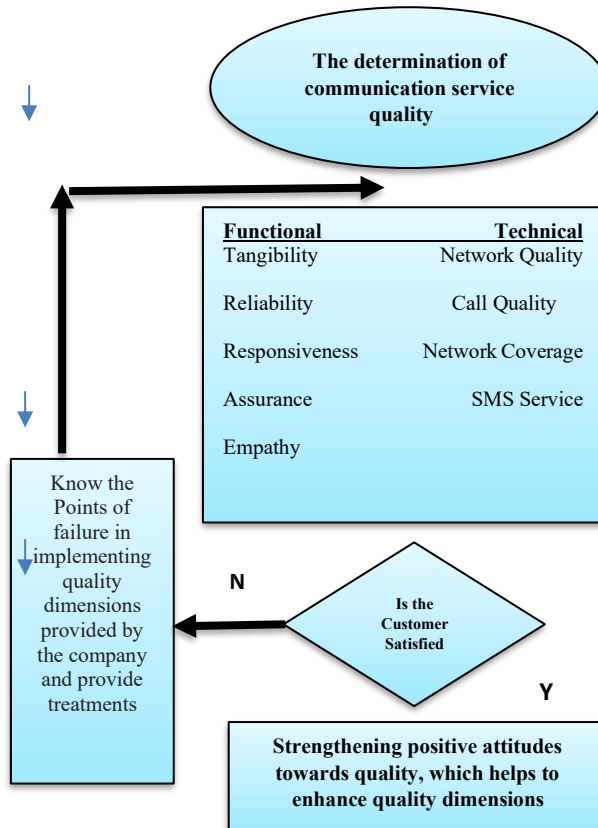 The determination of
communication service
quality
Functional Technical
Tangibility Network Quality
Reliability Call Quality
Responsiveness Network Coverage
Assurance SMS Service
Empathy
Know the
Points of
failure in
implementing
quality
dimensions
provided by
the company
and provide
treatments
N
Is the
Customer
Satisfied
Y
Strengthening positive attitudes
towards quality, which helps to
enhance quality dimensions